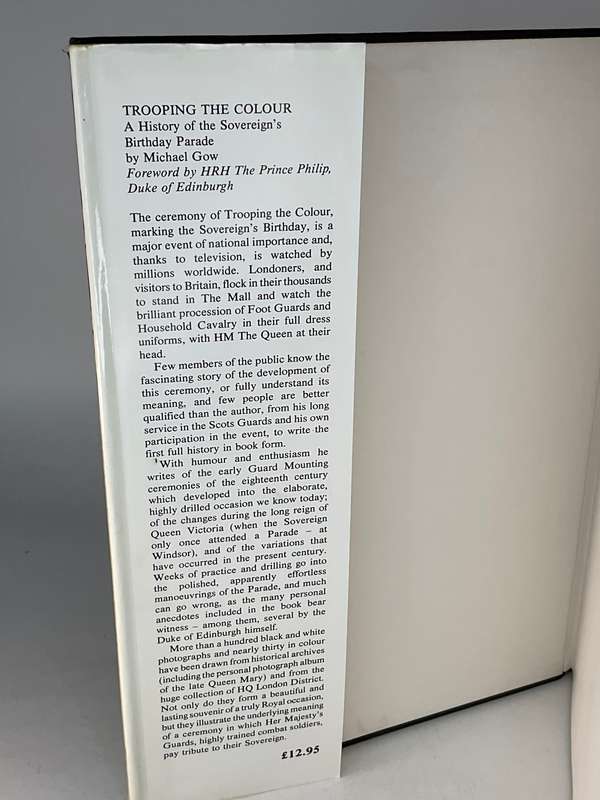 TROOPING THE COLOUR
A History of the Sovereign's
Birthday Parade
by Michael Gow
Foreword by HRH The Prince Philip,
Duke of Edinburgh
The ceremony of Trooping the Colour,
marking the Sovereign's Birthday, is a
major event of national importance and,
thanks to television, is watched by
millions worldwide. Londoners, and
visitors to Britain, flock in their thousands
to stand in The Mall and watch the
brilliant procession of Foot Guards and
Household Cavalry in their full dress
uniforms, with HM The Queen at their
head.
Few members of the public know the
fascinating story of the development of
this ceremony, or fully understand its
meaning, and few people are better
qualified than the author, from his long
service in the Scots Guards and his own
participation in the event, to write the
first full history in book form.
With humour and enthusiasm he
writes of the early Guard Mounting
ceremonies of the eighteenth century
which developed into the elaborate,
highly drilled occasion we know today;
of the changes during the long reign of
Queen Victoria (when the Sovereign
only once attended a Parade – at
Windsor), and of the variations that
have occurred in the present century.
Weeks of practice and drilling go into
the polished, apparently effortless
manoeuvrings of the Parade, and much
can go wrong, as the many personal
anecdotes included in the book bear
witness – among them, several by the
Duke of Edinburgh himself.
More than a hundred black and white
photographs and nearly thirty in colour
have been drawn from historical archives
(including the personal photograph album
of the late Queen Mary) and from the
huge collection of HQ London District.
Not only do they form a beautiful and
lasting souvenir of a truly Royal occasion,
but they illustrate the underlying meaning
of a ceremony in which Her Majesty's
Guards, highly trained combat soldiers,
pay tribute to their Sovereign.
£12.95